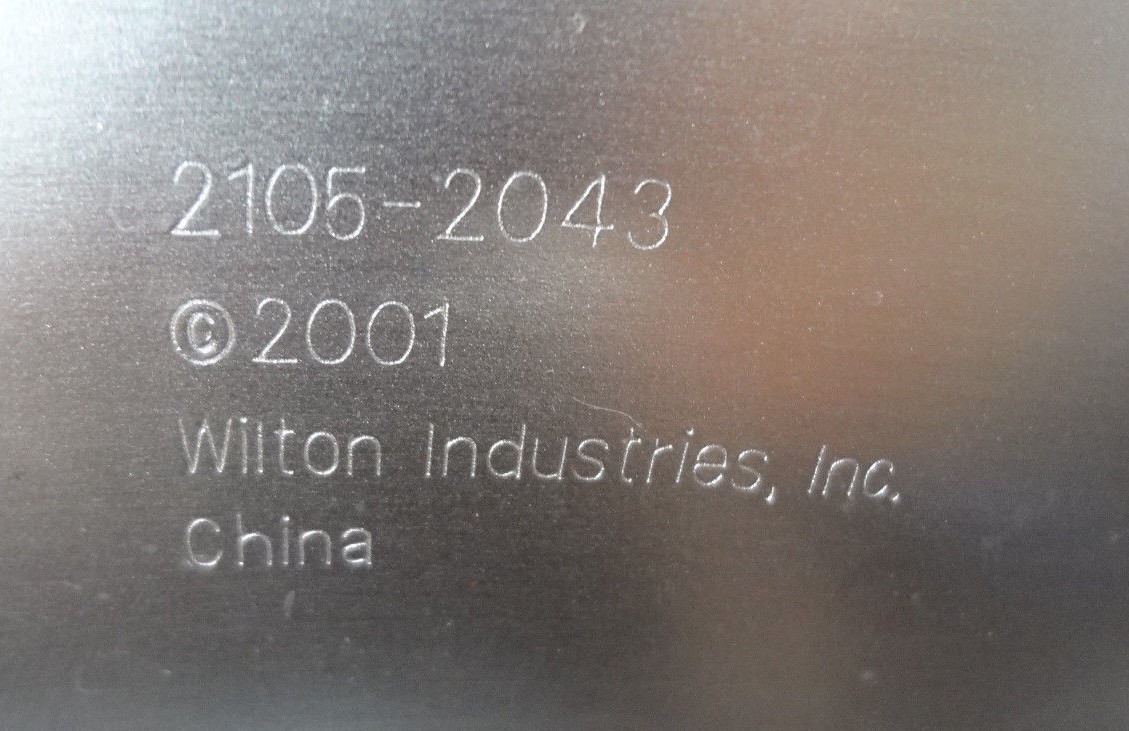 2105-2043
©2001
Wilton Industries, Inc.
China